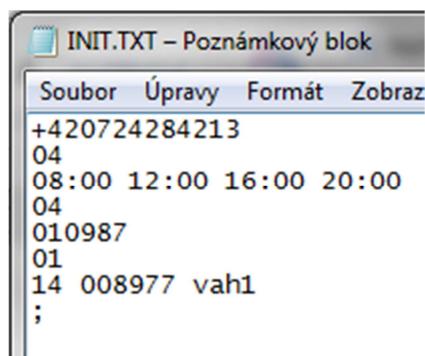 INIT.TXT – Poznámkový blok
Soubor Úpravy Formát Zobraz
+420724284213
04
08:00 12:00 16:00 20:00
04
010987
01
14 008977 vah1
;